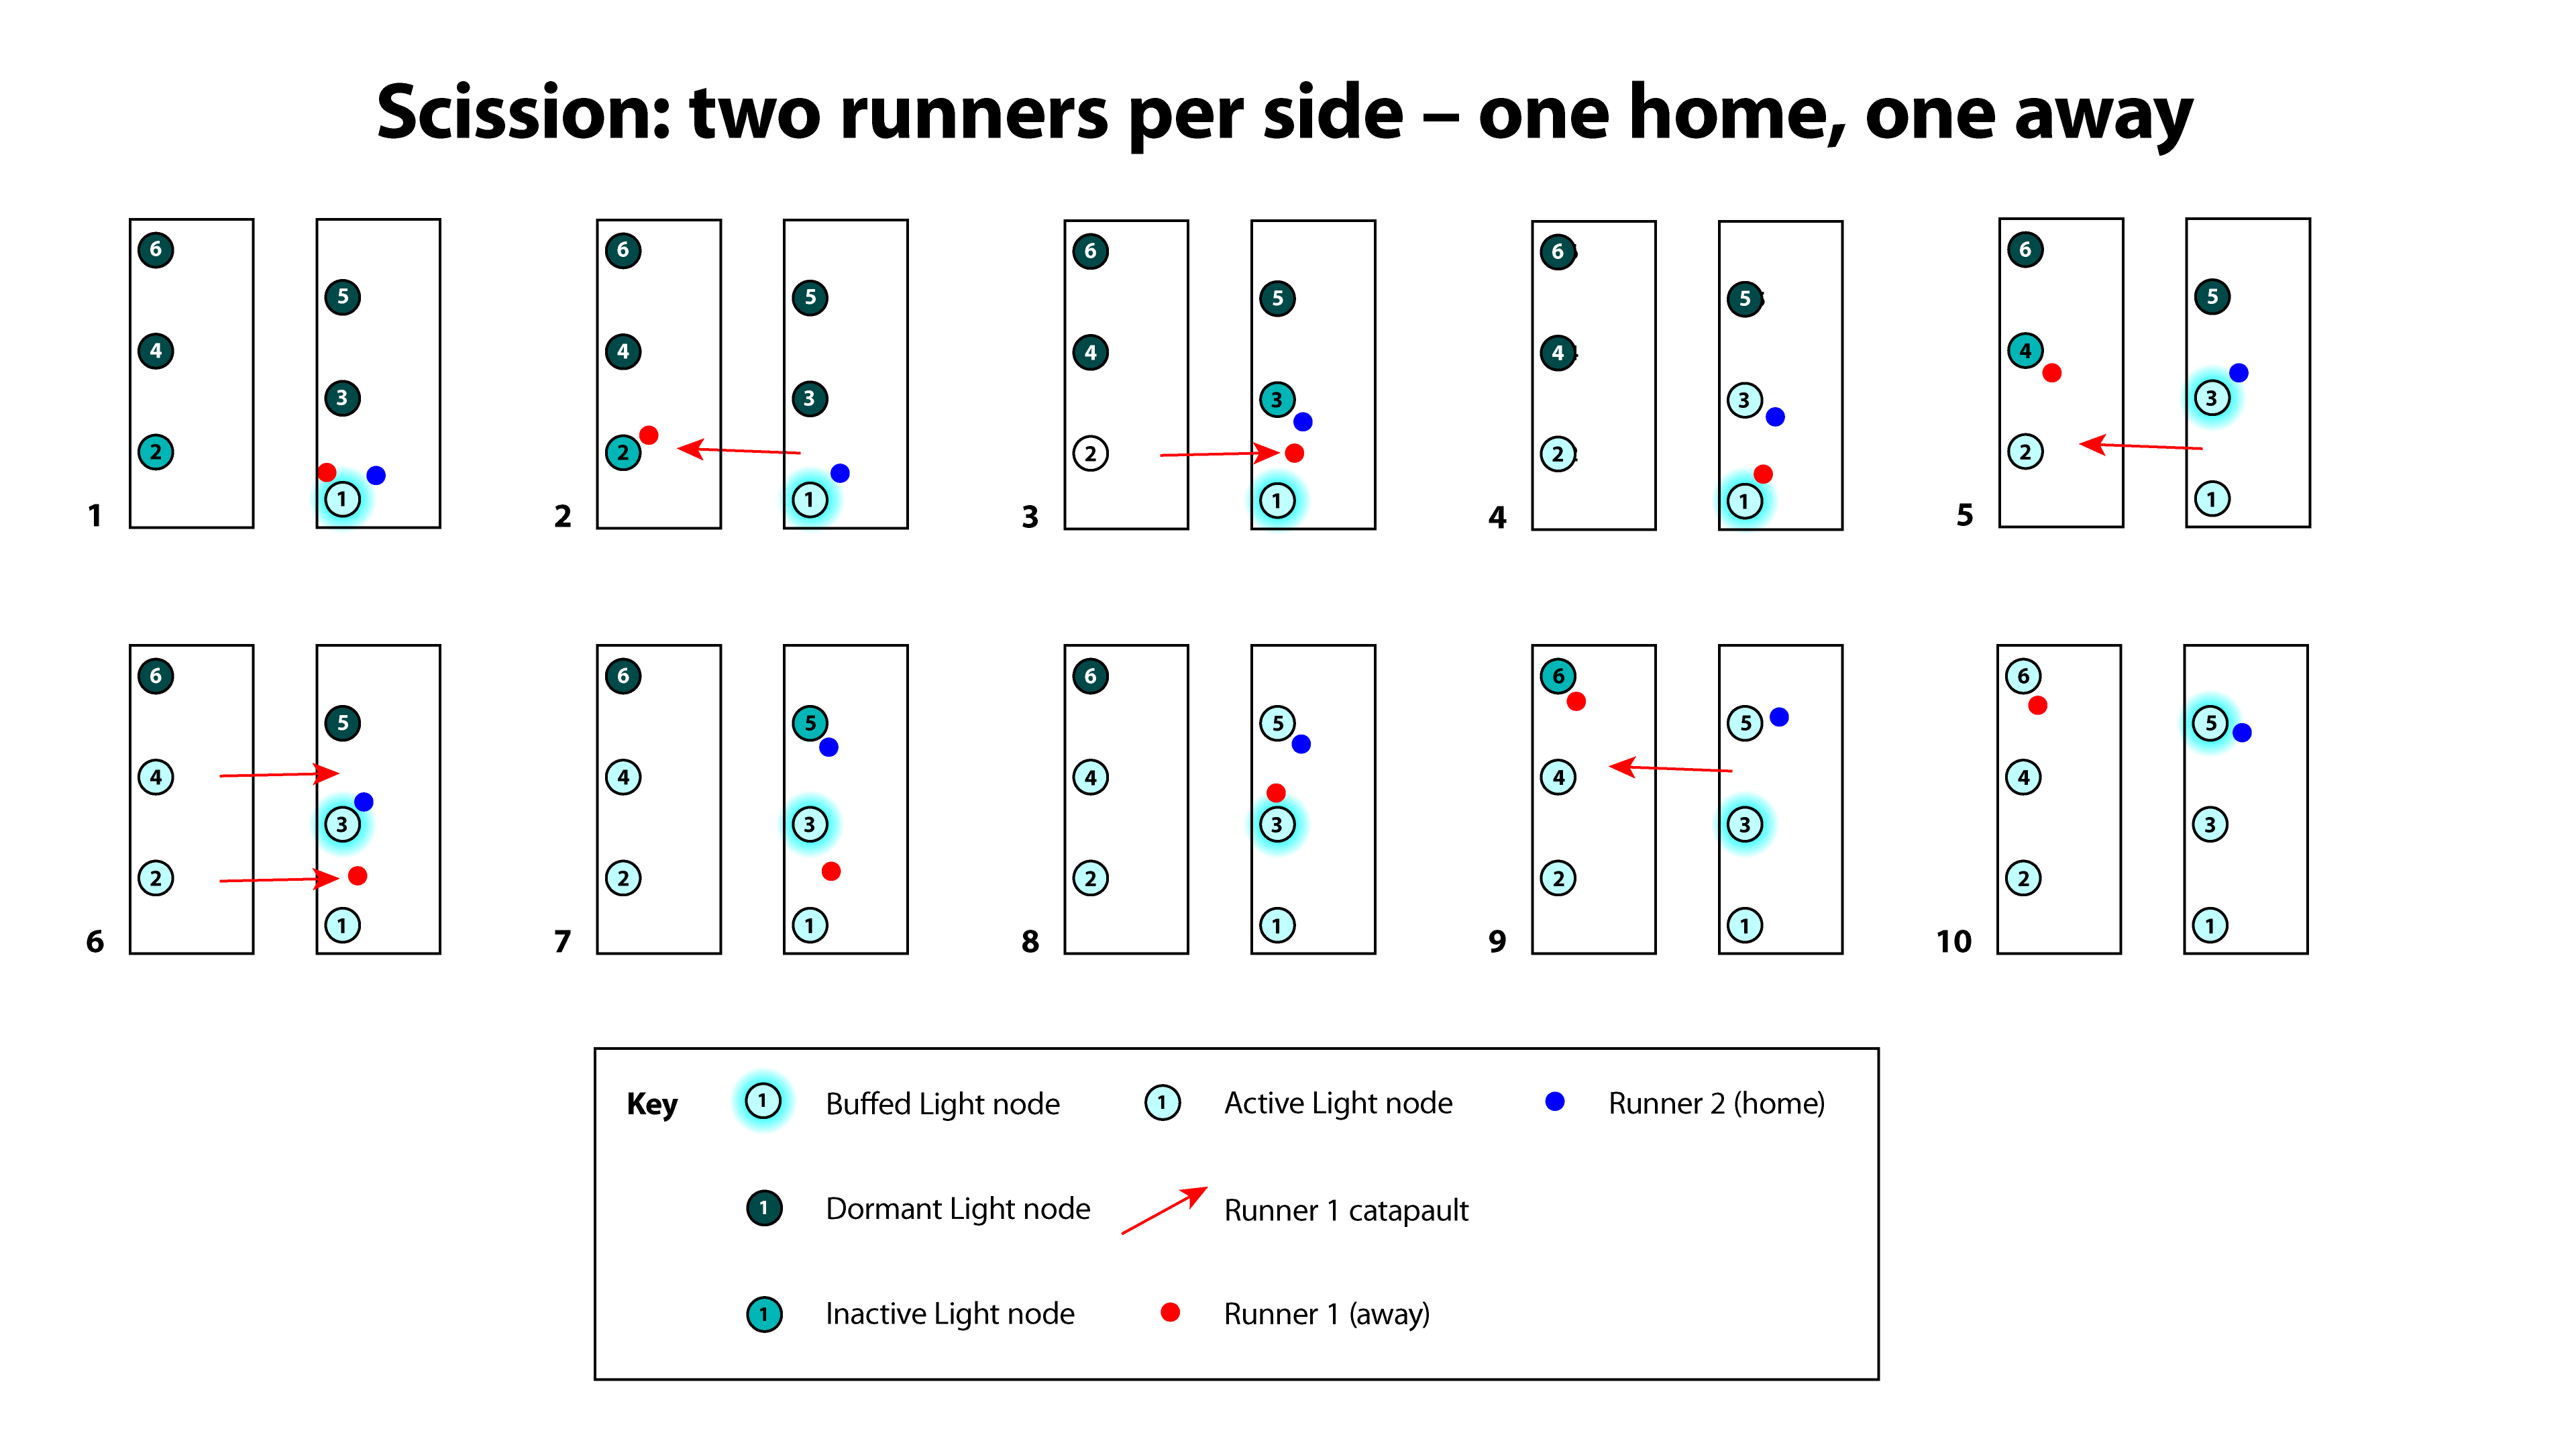 Scission: two runners per side – one home, one away
6 5 4 3 2 1
1
6 5 4 3 2 1
2
6 5 4 3 2 1
3
6 5 4 3 2 1
4
6 5 4 3 2 1
5
6 5 4 3 2 1
6
6 5 4 3 2 1
7
6 5 4 3 2 1
8
6 5 4 3 2 1
9
6 5 4 3 2 1
10
Key 1 Buffed Light node 1 Active Light node Runner 2 (home)
1 Dormant Light node Runner 1 catapault
1 Inactive Light node Runner 1 (away)